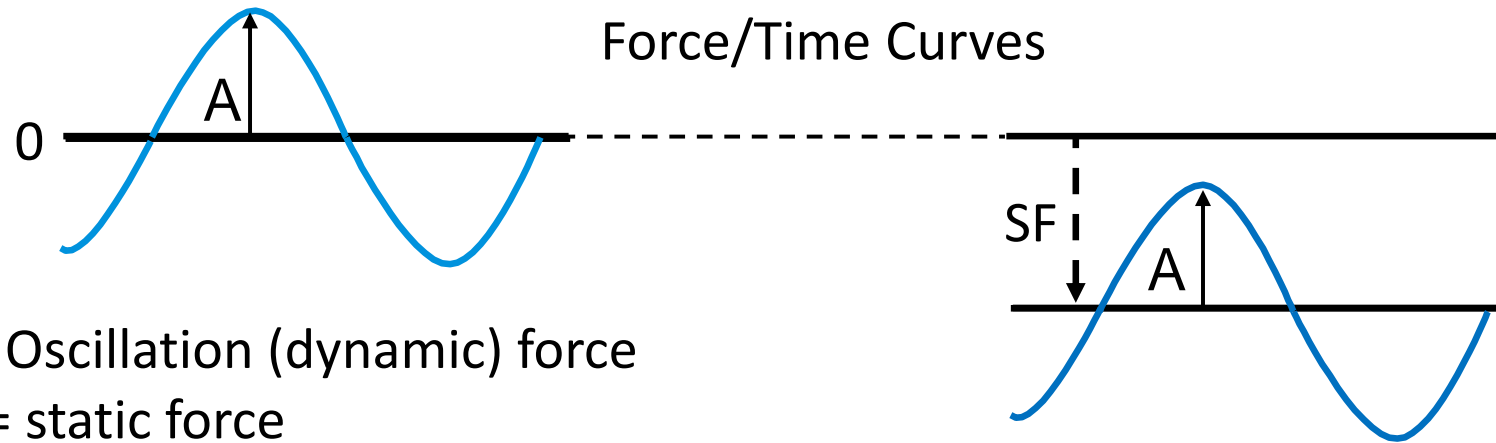 Force/Time Curves
A
0
SF
A
Oscillation (dynamic) force
= static force